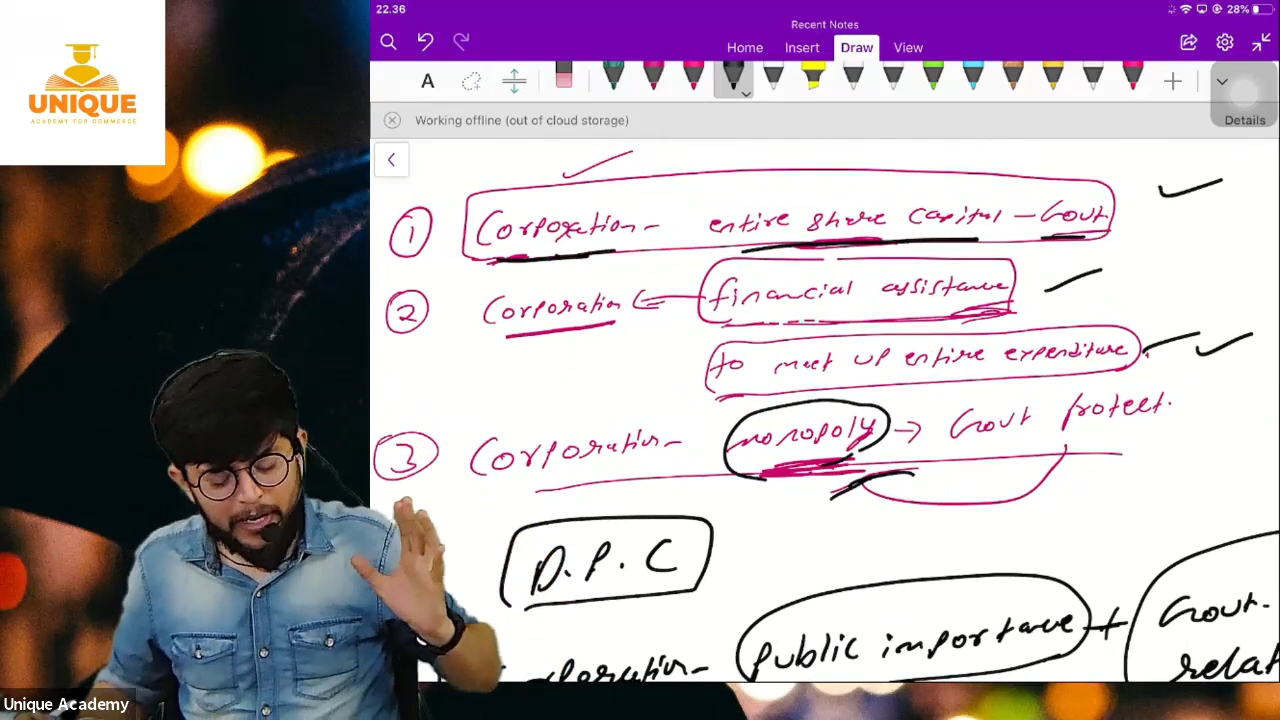 22.36
28%
Recent Notes
Home Insert Draw View
A
Working offline (out of cloud storage)
Details
UNIQUE
ACADEMY FOR COMMERCE
① Corporation - entire share capital - Govt.
② Corporation ⇐ financial assistance
to meet up entire expenditure.
③ Corporation - monopoly → Govt protect.
D.P.C
public importance + Govt.
relat
Unique Academy